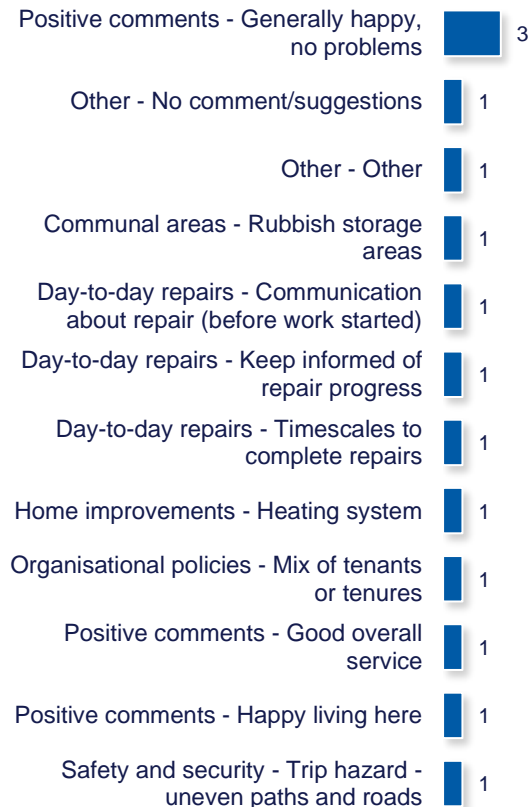 Positive comments - Generally happy,
no problems
3
Other - No comment/suggestions
1
Other - Other
1
Communal areas - Rubbish storage
areas
1
Day-to-day repairs - Communication
about repair (before work started)
1
Day-to-day repairs - Keep informed of
repair progress
1
Day-to-day repairs - Timescales to
complete repairs
1
Home improvements - Heating system
1
Organisational policies - Mix of tenants
or tenures
1
Positive comments - Good overall
service
1
Positive comments - Happy living here
1
Safety and security - Trip hazard -
uneven paths and roads
1